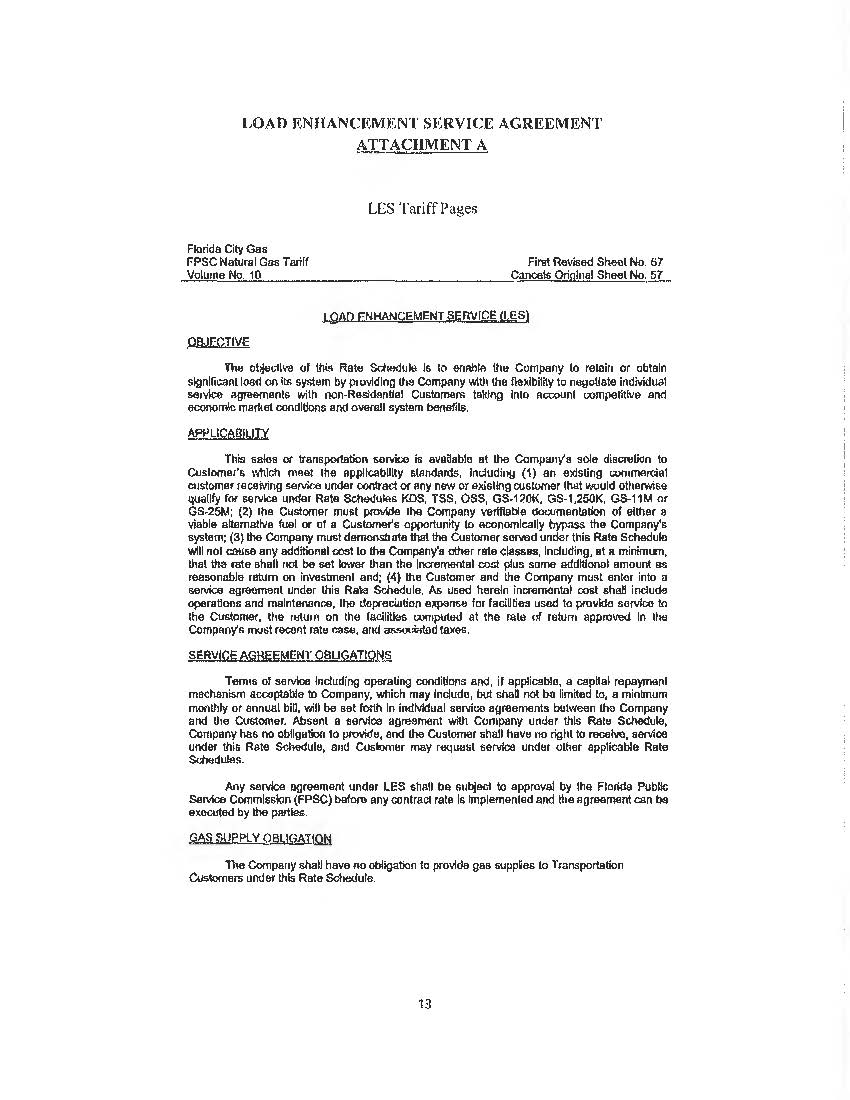 LOAD ENHANCEMENT SERVICE AGREEMENT
ATTACHMENT A
LES Tariff Pages
Florida City Gas
FPSC Natural Gas Tariff
First Revised Sheet No. 57
Volume No. 10
Cancels Original Sheet No. 57
LOAD ENHANCEMENT SERVICE (LES)
OBJECTIVE
The objective of this Rate Schedule is to enable the Company to retain or obtain
significant load on its system by providing the Company with the flexibility to negotiate individual
service agreements with non-Residential Customers taking into account competitive and
economic market conditions and overall system benefits.
APPLICABILITY
This sales or transportation service is available at the Company's sole discretion to
Customer's which meet the applicability standards, including (1) an existing commercial
customer receiving service under contract or any new or existing customer that would otherwise
qualify for service under Rate Schedules KDS, TSS, OSS, GS-120K, GS-1,250K, GS-11M or
GS-25M; (2) the Customer must provide the Company verifiable documentation of either a
viable alternative fuel or of a Customer's opportunity to economically bypass the Company's
system; (3) the Company must demonstrate that the Customer served under this Rate Schedule
will not cause any additional cost to the Company's other rate classes, including, at a minimum,
that the rate shall not be set lower than the incremental cost plus some additional amount as
reasonable return on investment and; (4) the Customer and the Company must enter into a
service agreement under this Rate Schedule. As used herein incremental cost shall include
operations and maintenance, the depreciation expense for facilities used to provide service to
the Customer, the return on the facilities computed at the rate of return approved in the
Company's most recent rate case, and associated taxes.
SERVICE AGREEMENT OBLIGATIONS
Terms of service including operating conditions and, if applicable, a capital repayment
mechanism acceptable to Company, which may include, but shall not be limited to, a minimum
monthly or annual bill, will be set forth in individual service agreements between the Company
and the Customer. Absent a service agreement with Company under this Rate Schedule,
Company has no obligation to provide, and the Customer shall have no right to receive, service
under this Rate Schedule, and Customer may request service under other applicable Rate
Schedules.
Any service agreement under LES shall be subject to approval by the Florida Public
Service Commission (FPSC) before any contract rate is implemented and the agreement can be
executed by the parties.
GAS SUPPLY OBLIGATION
The Company shall have no obligation to provide gas supplies to Transportation
Customers under this Rate Schedule.
13